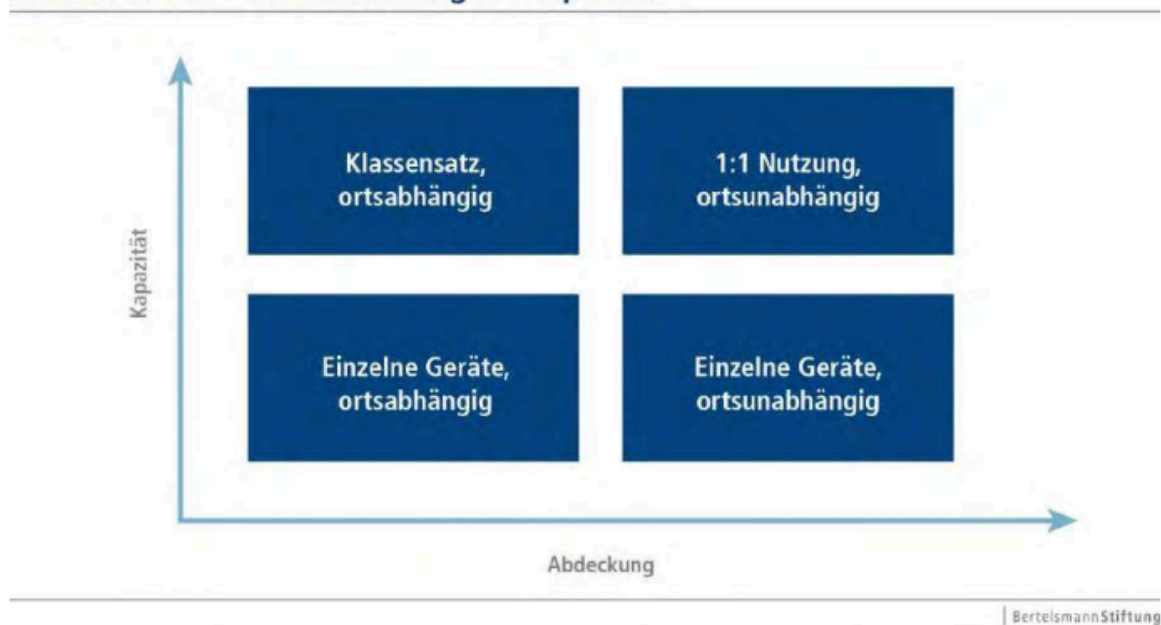 Kapazität
Klassensatz,
ortsabhängig
1:1 Nutzung,
ortsunabhängig
Einzelne Geräte,
ortsabhängig
Einzelne Geräte,
ortsunabhängig
Abdeckung
BertelsmannStiftung